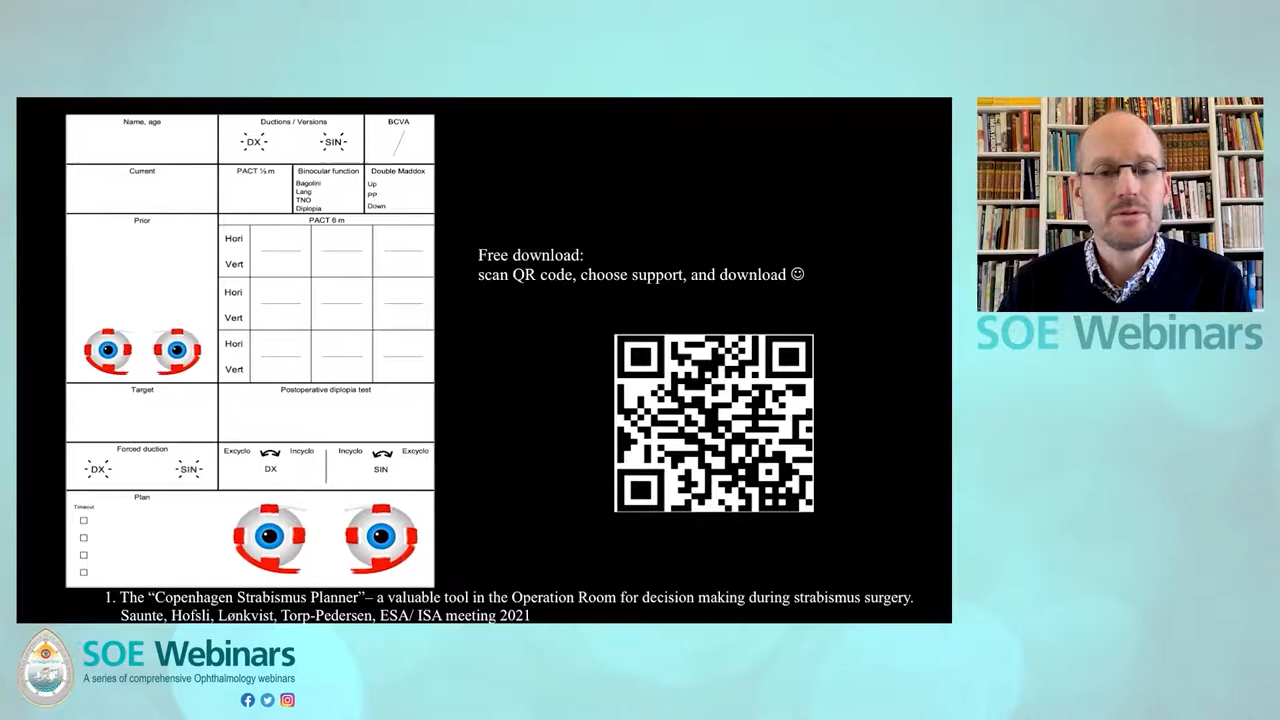 Name, age
Ductions / Versions
BCVA
DX
SIN
/
Current
PACT ⅓ m
Binocular function
Double Maddox
Bagolini
Lang
TNO
Diplopia
Up
PP
Down
Prior
PACT 6 m
Hori
Vert
Hori
Vert
Hori
Vert
Target
Postoperative diplopia test
Forced duction
DX
SIN
Excyclo
Incyclo
Incyclo
Excyclo
DX
SIN
Plan
Timeout
Free download:
scan QR code, choose support, and download ☺
1. The “Copenhagen Strabismus Planner”– a valuable tool in the Operation Room for decision making during strabismus surgery.
Saunte, Hofsli, Lønkvist, Torp-Pedersen, ESA/ ISA meeting 2021
SOE Webinars
SOE Webinars
A series of comprehensive Ophthalmology webinars